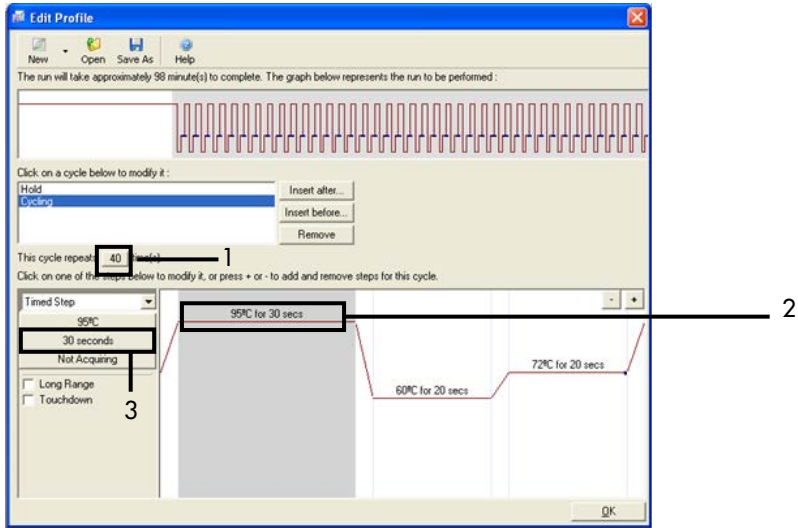 Edit Profile
New Open Save As Help
The run will take approximately 98 minute(s) to complete. The graph below represents the run to be performed :
Click on a cycle below to modify it :
Hold
Cycling
Insert after...
Insert before...
Remove
This cycle repeats 40 time(s).
1
Click on one of the steps below to modify it, or press + or - to add and remove steps for this cycle.
Timed Step
- +
95ºC
30 seconds
Not Acquiring
Long Range
Touchdown
3
95ºC for 30 secs
2
60ºC for 20 secs
72ºC for 20 secs
OK